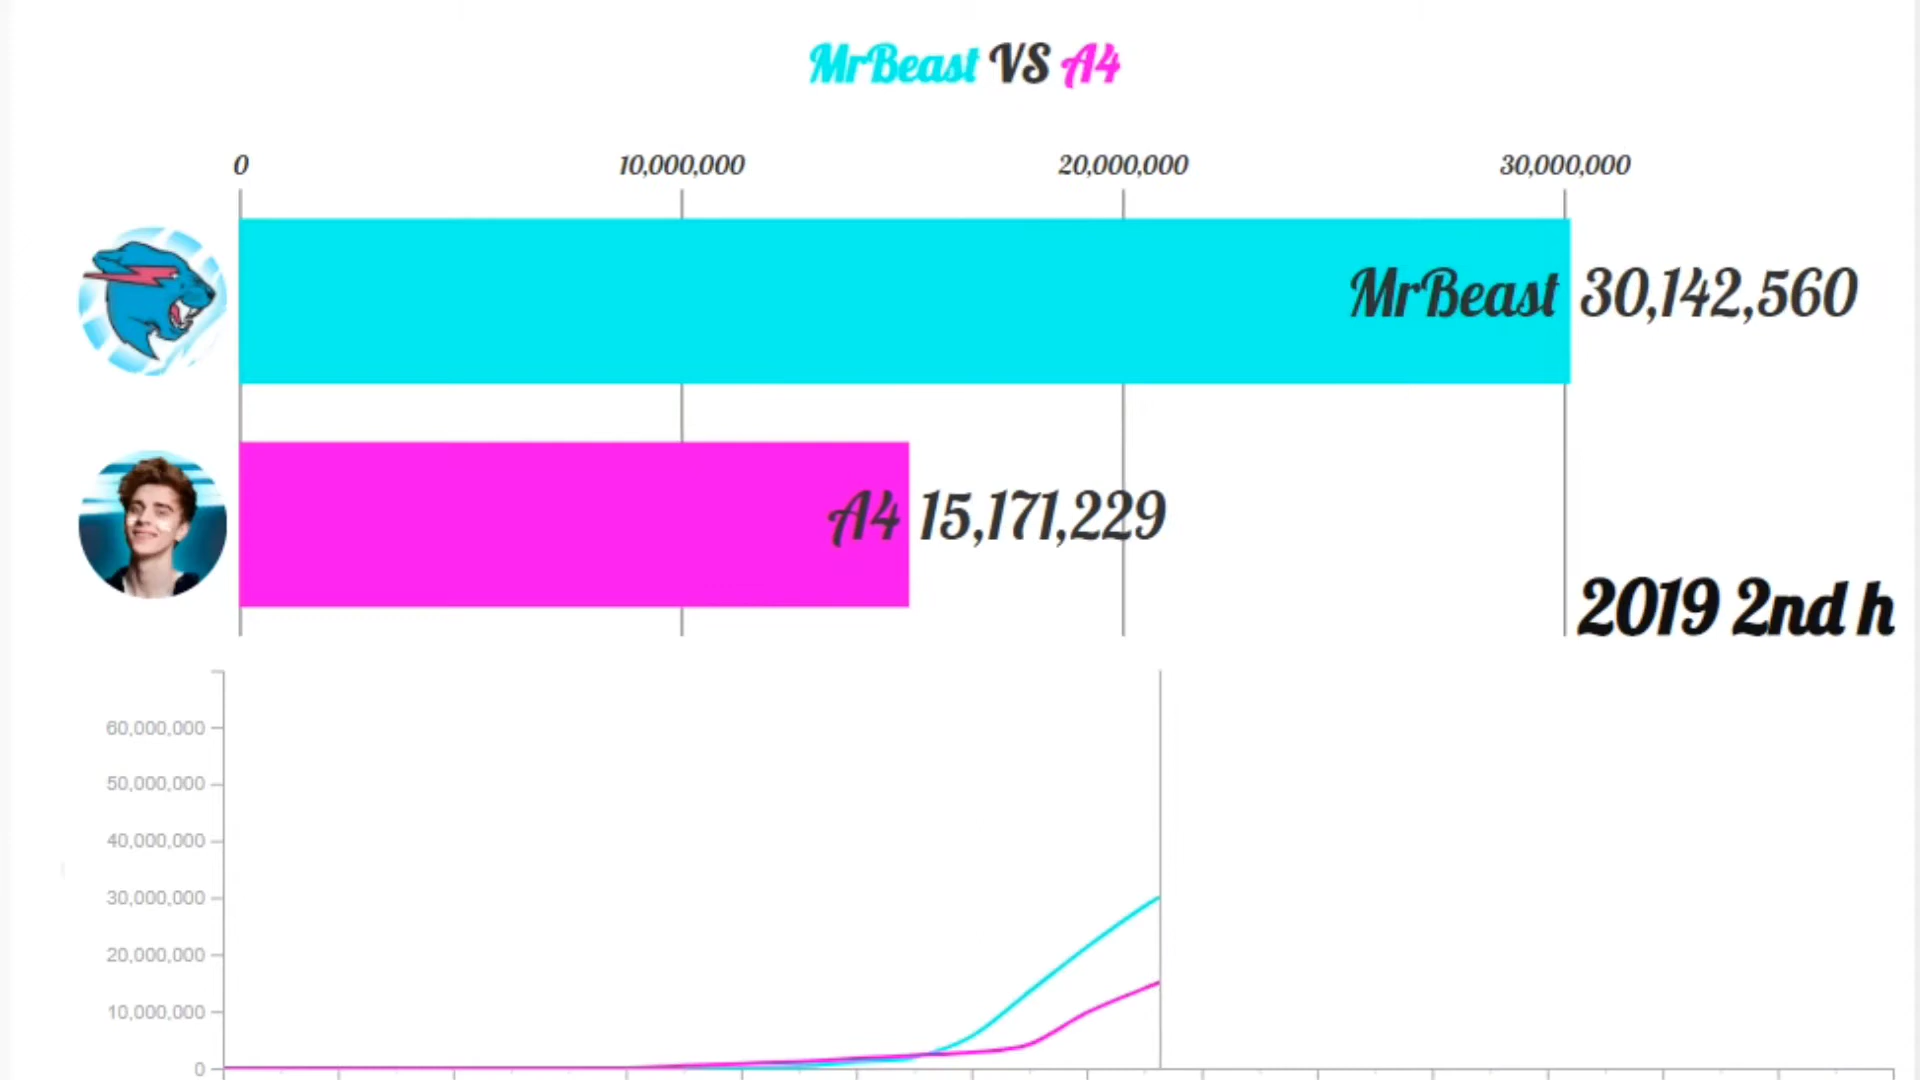 MrBeast VS A4
0 10,000,000 20,000,000 30,000,000
MrBeast 30,142,560
A4 15,171,229
2019 2nd h
60,000,000
50,000,000
40,000,000
30,000,000
20,000,000
10,000,000
0